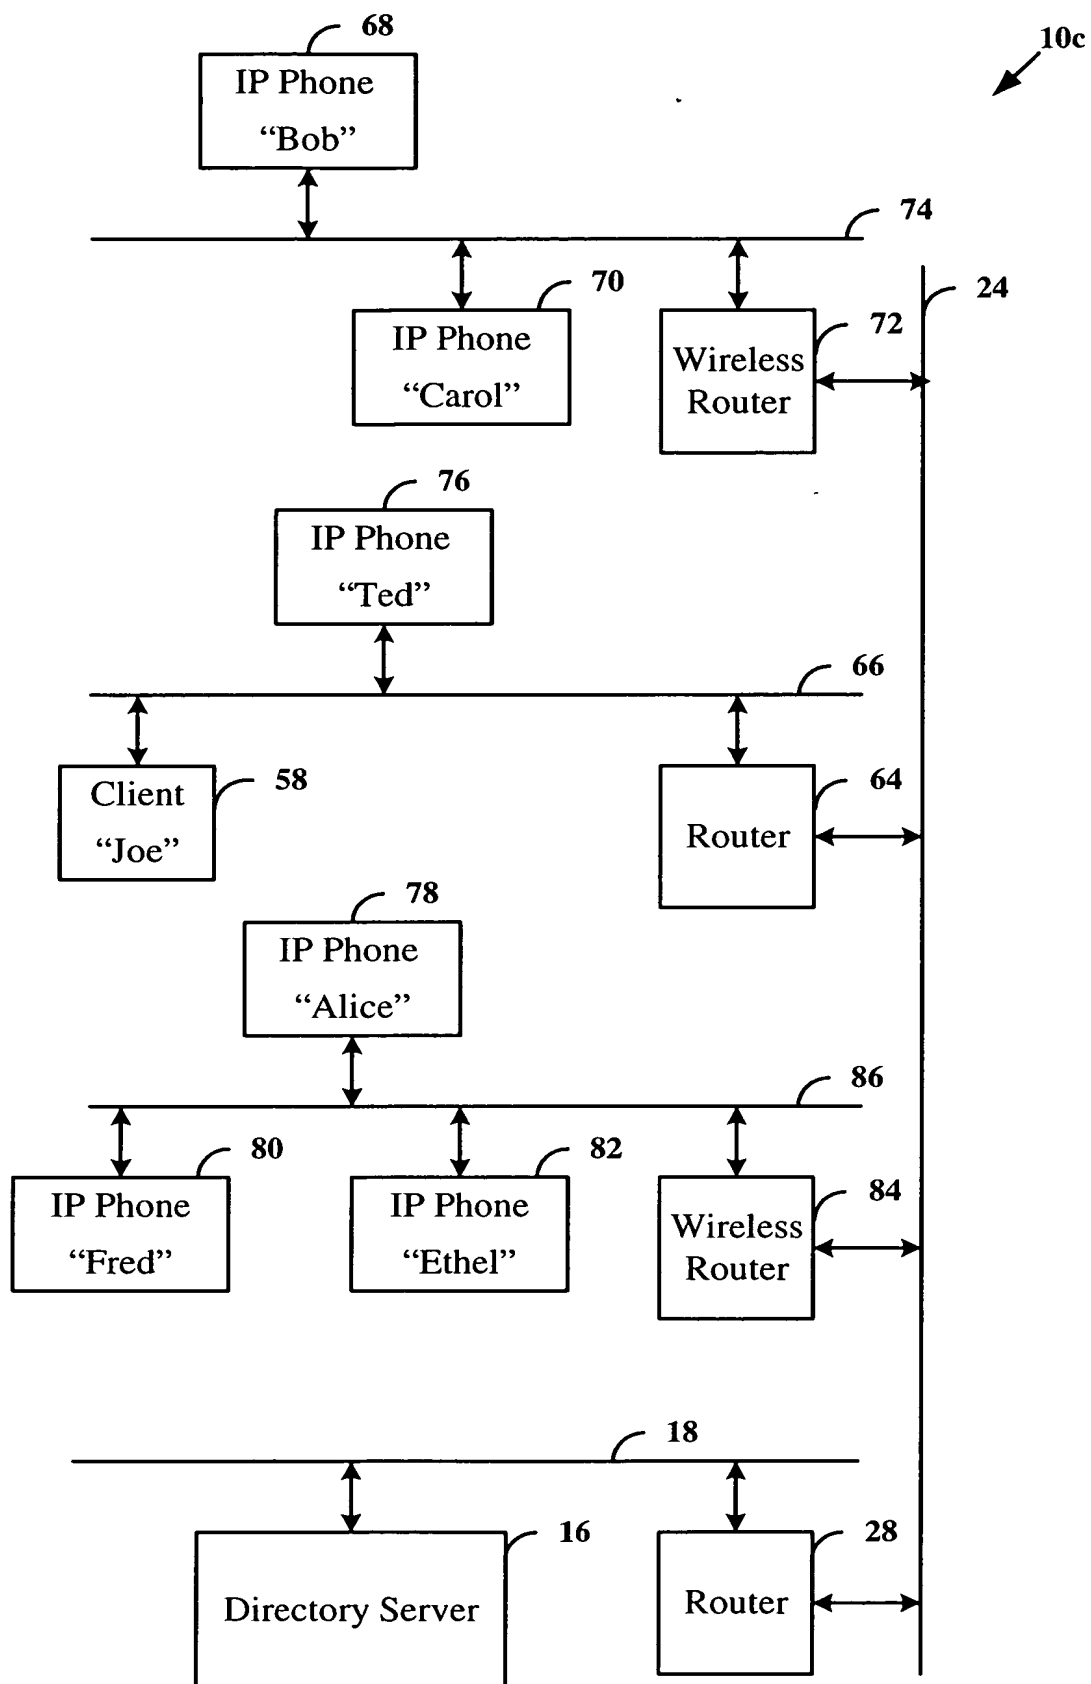 68
10c
IP Phone
“Bob”
74
70
24
72
IP Phone
“Carol”
Wireless
Router
76
IP Phone
“Ted”
66
58
64
Client
“Joe”
Router
78
IP Phone
“Alice”
86
80
82
84
IP Phone
“Fred”
IP Phone
“Ethel”
Wireless
Router
18
16
28
Directory Server
Router